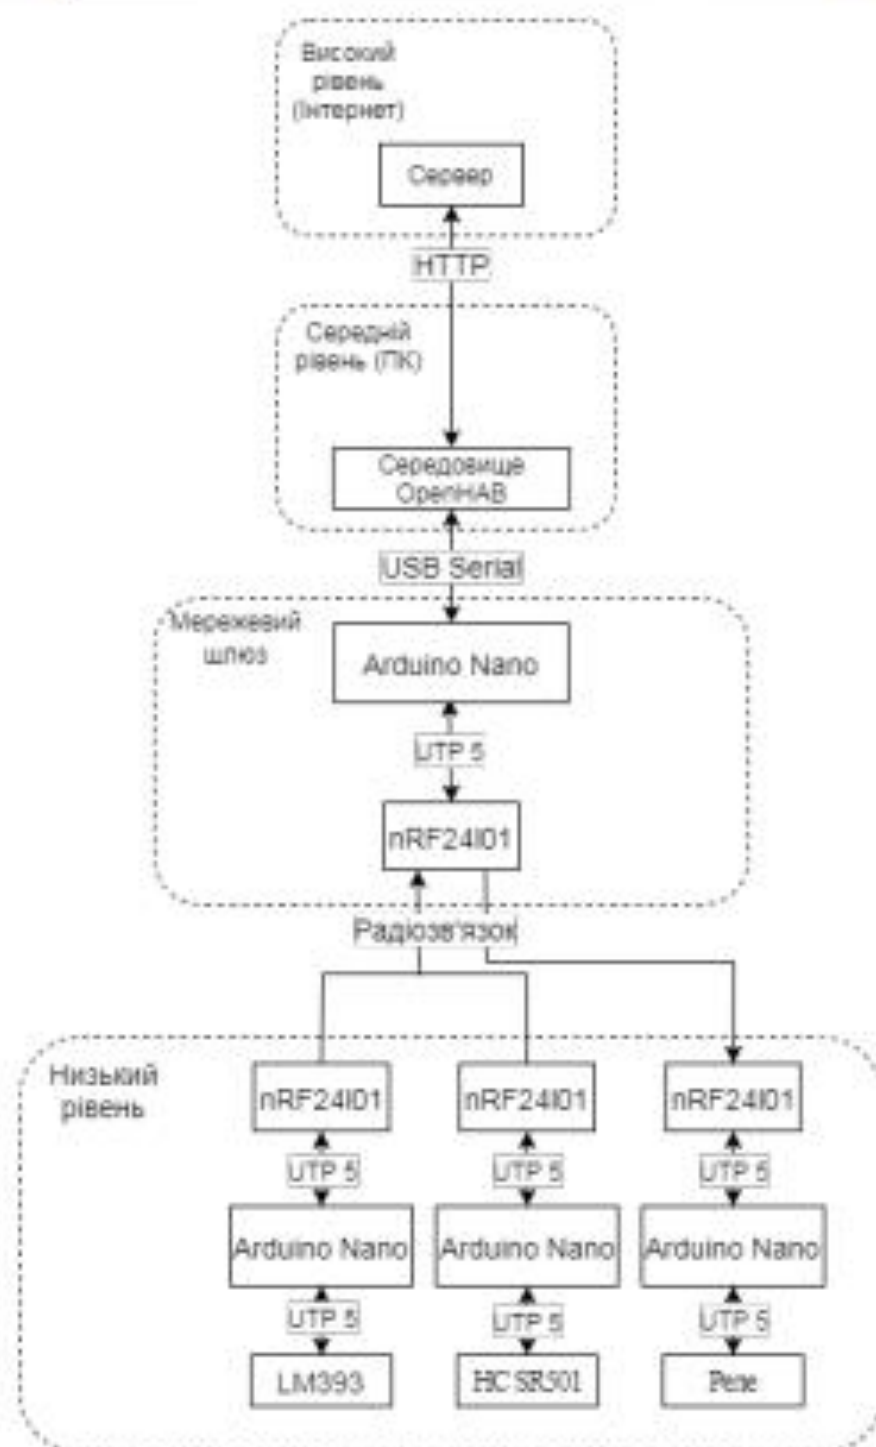 Високий
рівень
(Інтернет)
Сервер
HTTP
Середній
рівень (ПК)
Середовище
OpenHAB
USB Serial
Мережевий
шлюз
Arduino Nano
UTP 5
nRF24l01
Радіозв'язок
Низький
рівень
nRF24l01
nRF24l01
nRF24l01
UTP 5
UTP 5
UTP 5
Arduino Nano
Arduino Nano
Arduino Nano
UTP 5
UTP 5
UTP 5
LM393
HC SR501
Реле